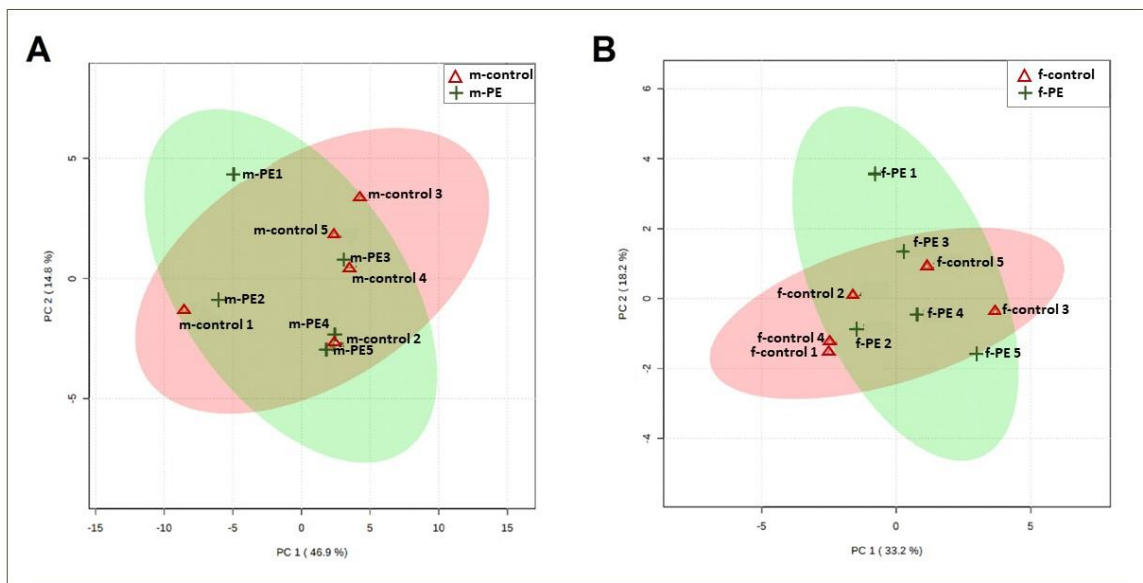 A
m-control
m-PE
m-PE1
m-control 3
m-control 5
m-PE3
m-control 4
m-PE2
m-control 1
m-PE4
m-control 2
m-PE5
PC 2 ( 14.8 %)
5
0
-5
-15
-10
-5
0
5
10
15
PC 1 ( 46.9 %)
B
f-control
f-PE
f-PE 1
f-PE 3
f-control 5
f-control 2
f-PE 4
f-control 3
f-control 4
f-PE 2
f-control 1
f-PE 5
PC 2 ( 18.2 %)
6
4
2
0
-2
-4
-5
0
5
PC 1 ( 33.2 %)